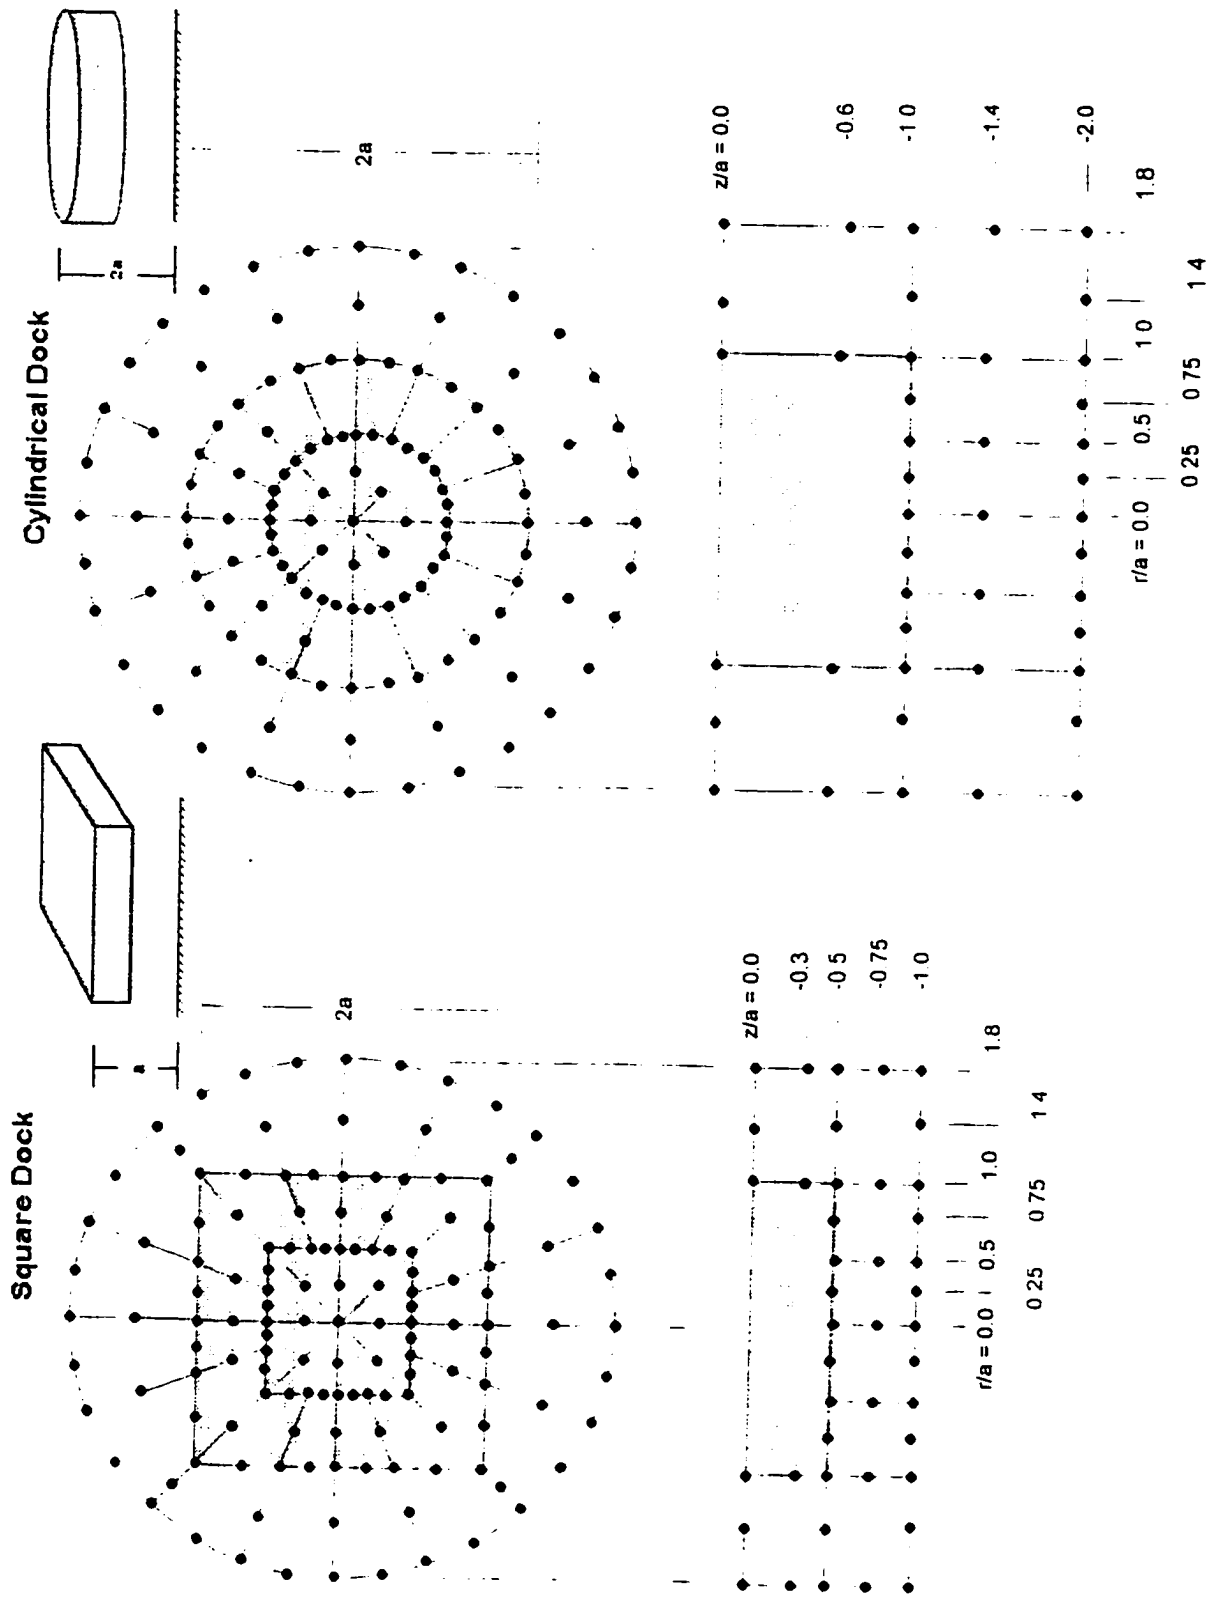 Square Dock
a
2a
z/a = 0.0
-0.3
-0 5
-0.75
-1.0
r/a = 0.0
0 25
0.5
0 75
1.0
1 4
1.8
Cylindrical Dock
2a
2a
z/a = 0.0
-0.6
-1 0
-1.4
-2.0
r/a = 0.0
0 25
0.5
0 75
1 0
1 4
1.8